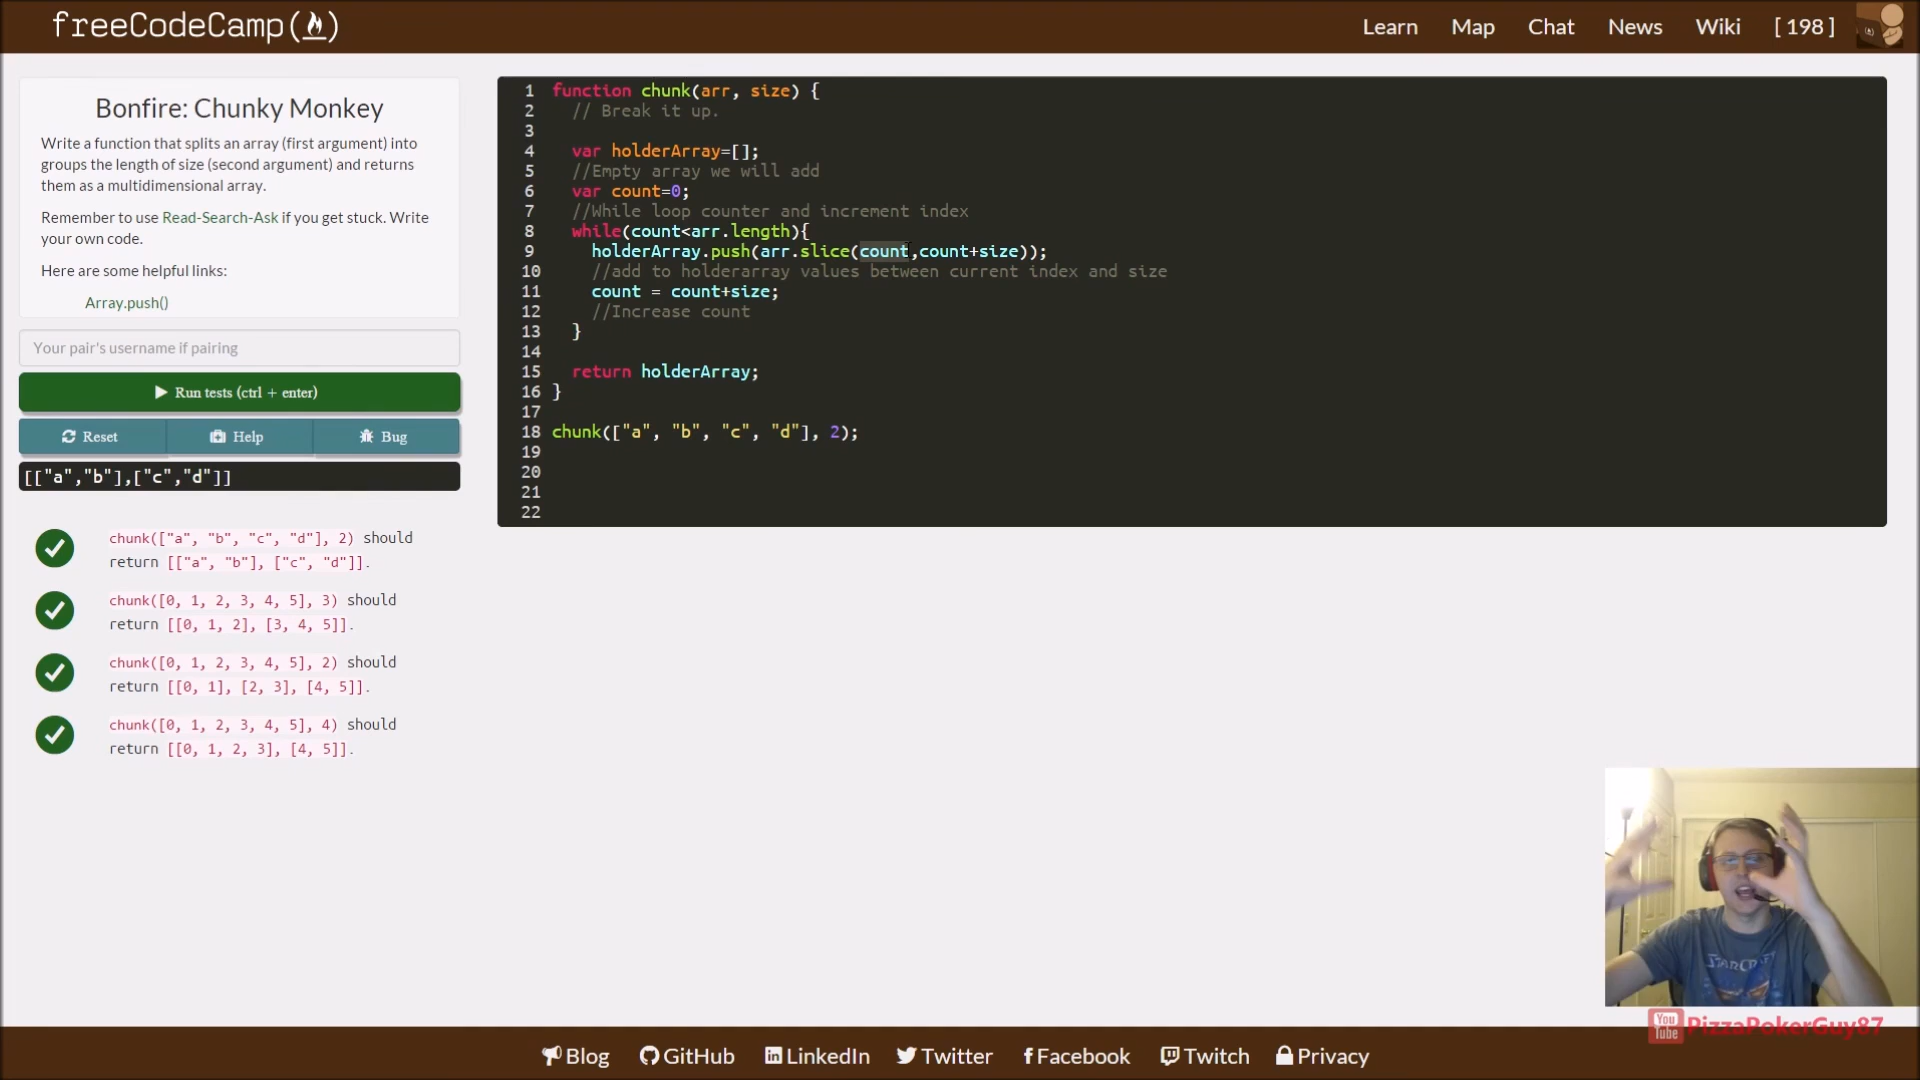 freeCodeCamp(
)
Learn
Map
Chat
News
Wiki
[ 198 ]
Bonfire: Chunky Monkey
Write a function that splits an array (first argument) into
groups the length of size (second argument) and returns
them as a multidimensional array.
Remember to use Read-Search-Ask if you get stuck. Write
your own code.
Here are some helpful links:
Array.push()
Your pair's username if pairing
Run tests (ctrl + enter)
Reset
Help
Bug
[["a","b"],["c","d"]]
chunk(["a", "b", "c", "d"], 2) should
return [["a", "b"], ["c", "d"]].
chunk([0, 1, 2, 3, 4, 5], 3) should
return [[0, 1, 2], [3, 4, 5]].
chunk([0, 1, 2, 3, 4, 5], 2) should
return [[0, 1], [2, 3], [4, 5]].
chunk([0, 1, 2, 3, 4, 5], 4) should
return [[0, 1, 2, 3], [4, 5]].
1 function chunk(arr, size) {
2 // Break it up.
3
4 var holderArray=[];
5 //Empty array we will add
6 var count=0;
7 //While loop counter and increment index
8 while(count<arr.length){
9 holderArray.push(arr.slice(count,count+size));
10 //add to holderarray values between current index and size
11 count = count+size;
12 //Increase count
13 }
14
15 return holderArray;
16 }
17
18 chunk(["a", "b", "c", "d"], 2);
19
20
21
22
STARCRAFT
You Tube PizzaPokerGuy87
Blog
GitHub
LinkedIn
Twitter
Facebook
Twitch
Privacy